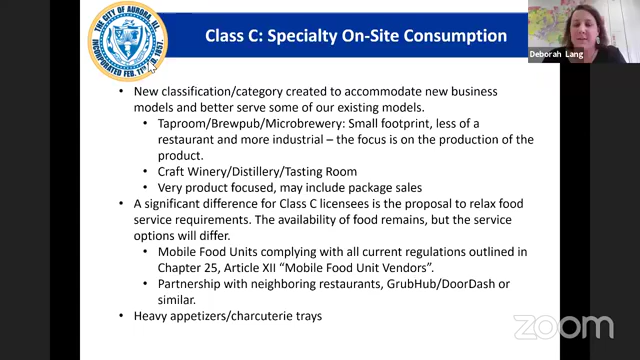 THE CITY OF AURORA, ILL.
INCORPORATED FEB. 11TH A.D. 1857.
Class C: Specialty On-Site Consumption
Deborah Lang
• New classification/category created to accommodate new business
models and better serve some of our existing models.
• Taproom/Brewpub/Microbrewery: Small footprint, less of a
restaurant and more industrial – the focus is on the production of the
product.
• Craft Winery/Distillery/Tasting Room
• Very product focused, may include package sales
• A significant difference for Class C licensees is the proposal to relax food
service requirements. The availability of food remains, but the service
options will differ.
• Mobile Food Units complying with all current regulations outlined in
Chapter 25, Article XII “Mobile Food Unit Vendors”.
• Partnership with neighboring restaurants, GrubHub/DoorDash or
similar.
• Heavy appetizers/charcuterie trays
zoom